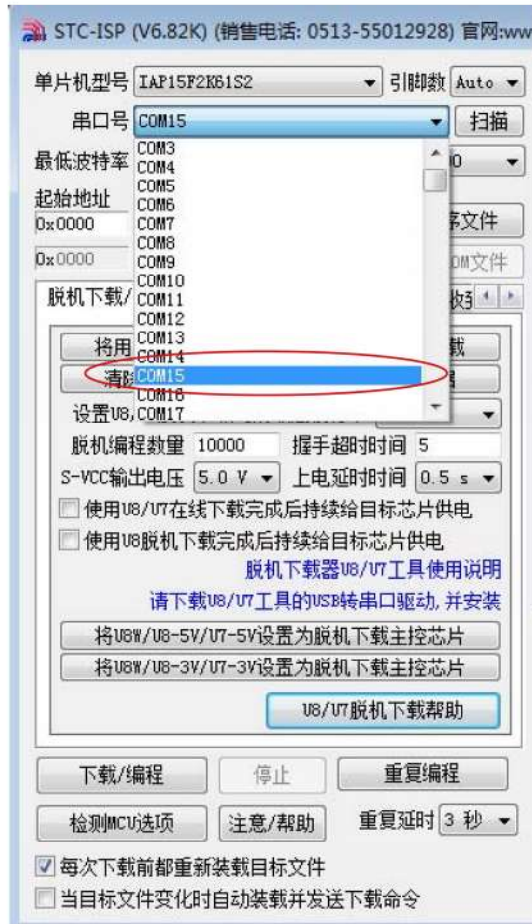 STC-ISP (V6.82K) (销售电话: 0513-55012928) 官网:ww
单片机型号 IAP15F2K61S2 引脚数 Auto
串口号 COM15 扫描
最低波特率
COM3
COM4
COM5
COM6
COM7
COM8
COM9
COM10
COM11
COM12
COM13
COM14
COM15
COM16
COM17
起始地址
0x0000 序文件
0x0000 OM文件
脱机下载/ 收到
将用 载
清除
设置U8,
脱机编程数量 10000 握手超时时间 5
S-VCC输出电压 5.0 V 上电延时时间 0.5 s
使用U8/U7在线下载完成后持续给目标芯片供电
使用U8脱机下载完成后持续给目标芯片供电
脱机下载器U8/U7工具使用说明
请下载U8/U7工具的USB转串口驱动,并安装
将U8W/U8-5V/U7-5V设置为脱机下载主控芯片
将U8W/U8-3V/U7-3V设置为脱机下载主控芯片
U8/U7脱机下载帮助
下载/编程 停止 重复编程
检测MCU选项 注意/帮助 重复延时 3 秒
每次下载前都重新装载目标文件
当目标文件变化时自动装载并发送下载命令